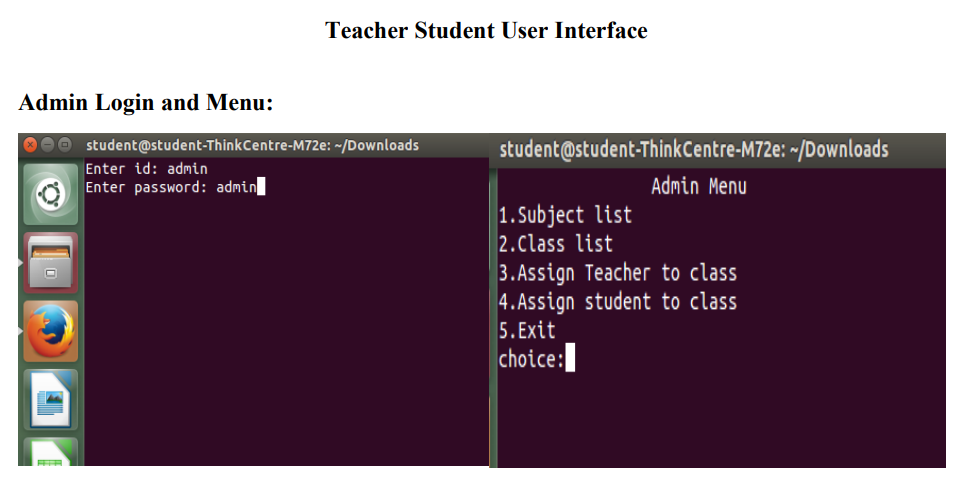 Teacher Student User Interface
Admin Login and Menu:
student@student-ThinkCentre-M72e: ~/Downloads
Enter id: admin
Enter password: admin
student@student-ThinkCentre-M72e: ~/Downloads
Admin Menu
1.Subject list
2.Class list
3.Assign Teacher to class
4.Assign student to class
5.Exit
choice: